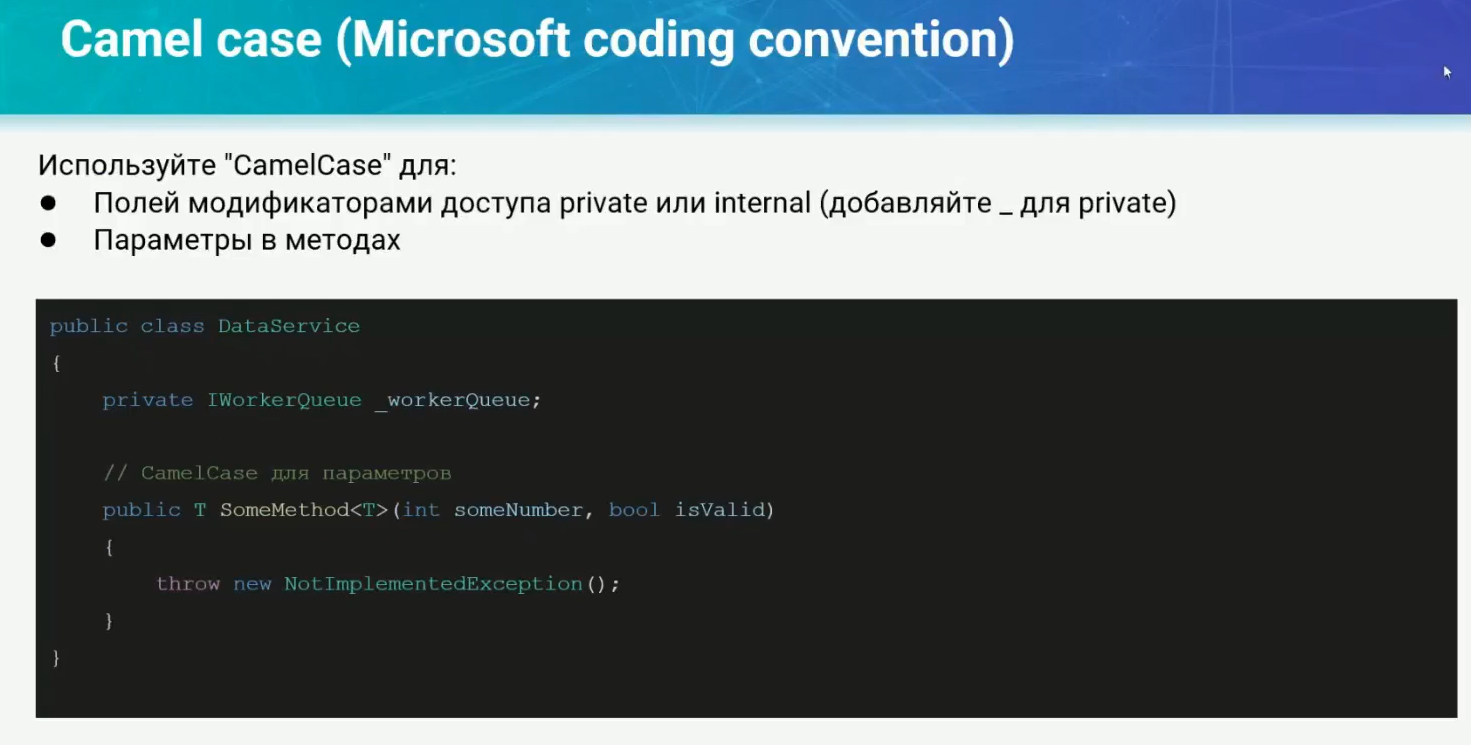 Camel case (Microsoft coding convention)
Используйте "CamelCase" для:
● Полей модификаторами доступа private или internal (добавляйте _ для private)
● Параметры в методах
public class DataService
{
    private IWorkerQueue _workerQueue;
    // CamelCase для параметров
    public T SomeMethod<T>(int someNumber, bool isValid)
    {
        throw new NotImplementedException();
    }
}